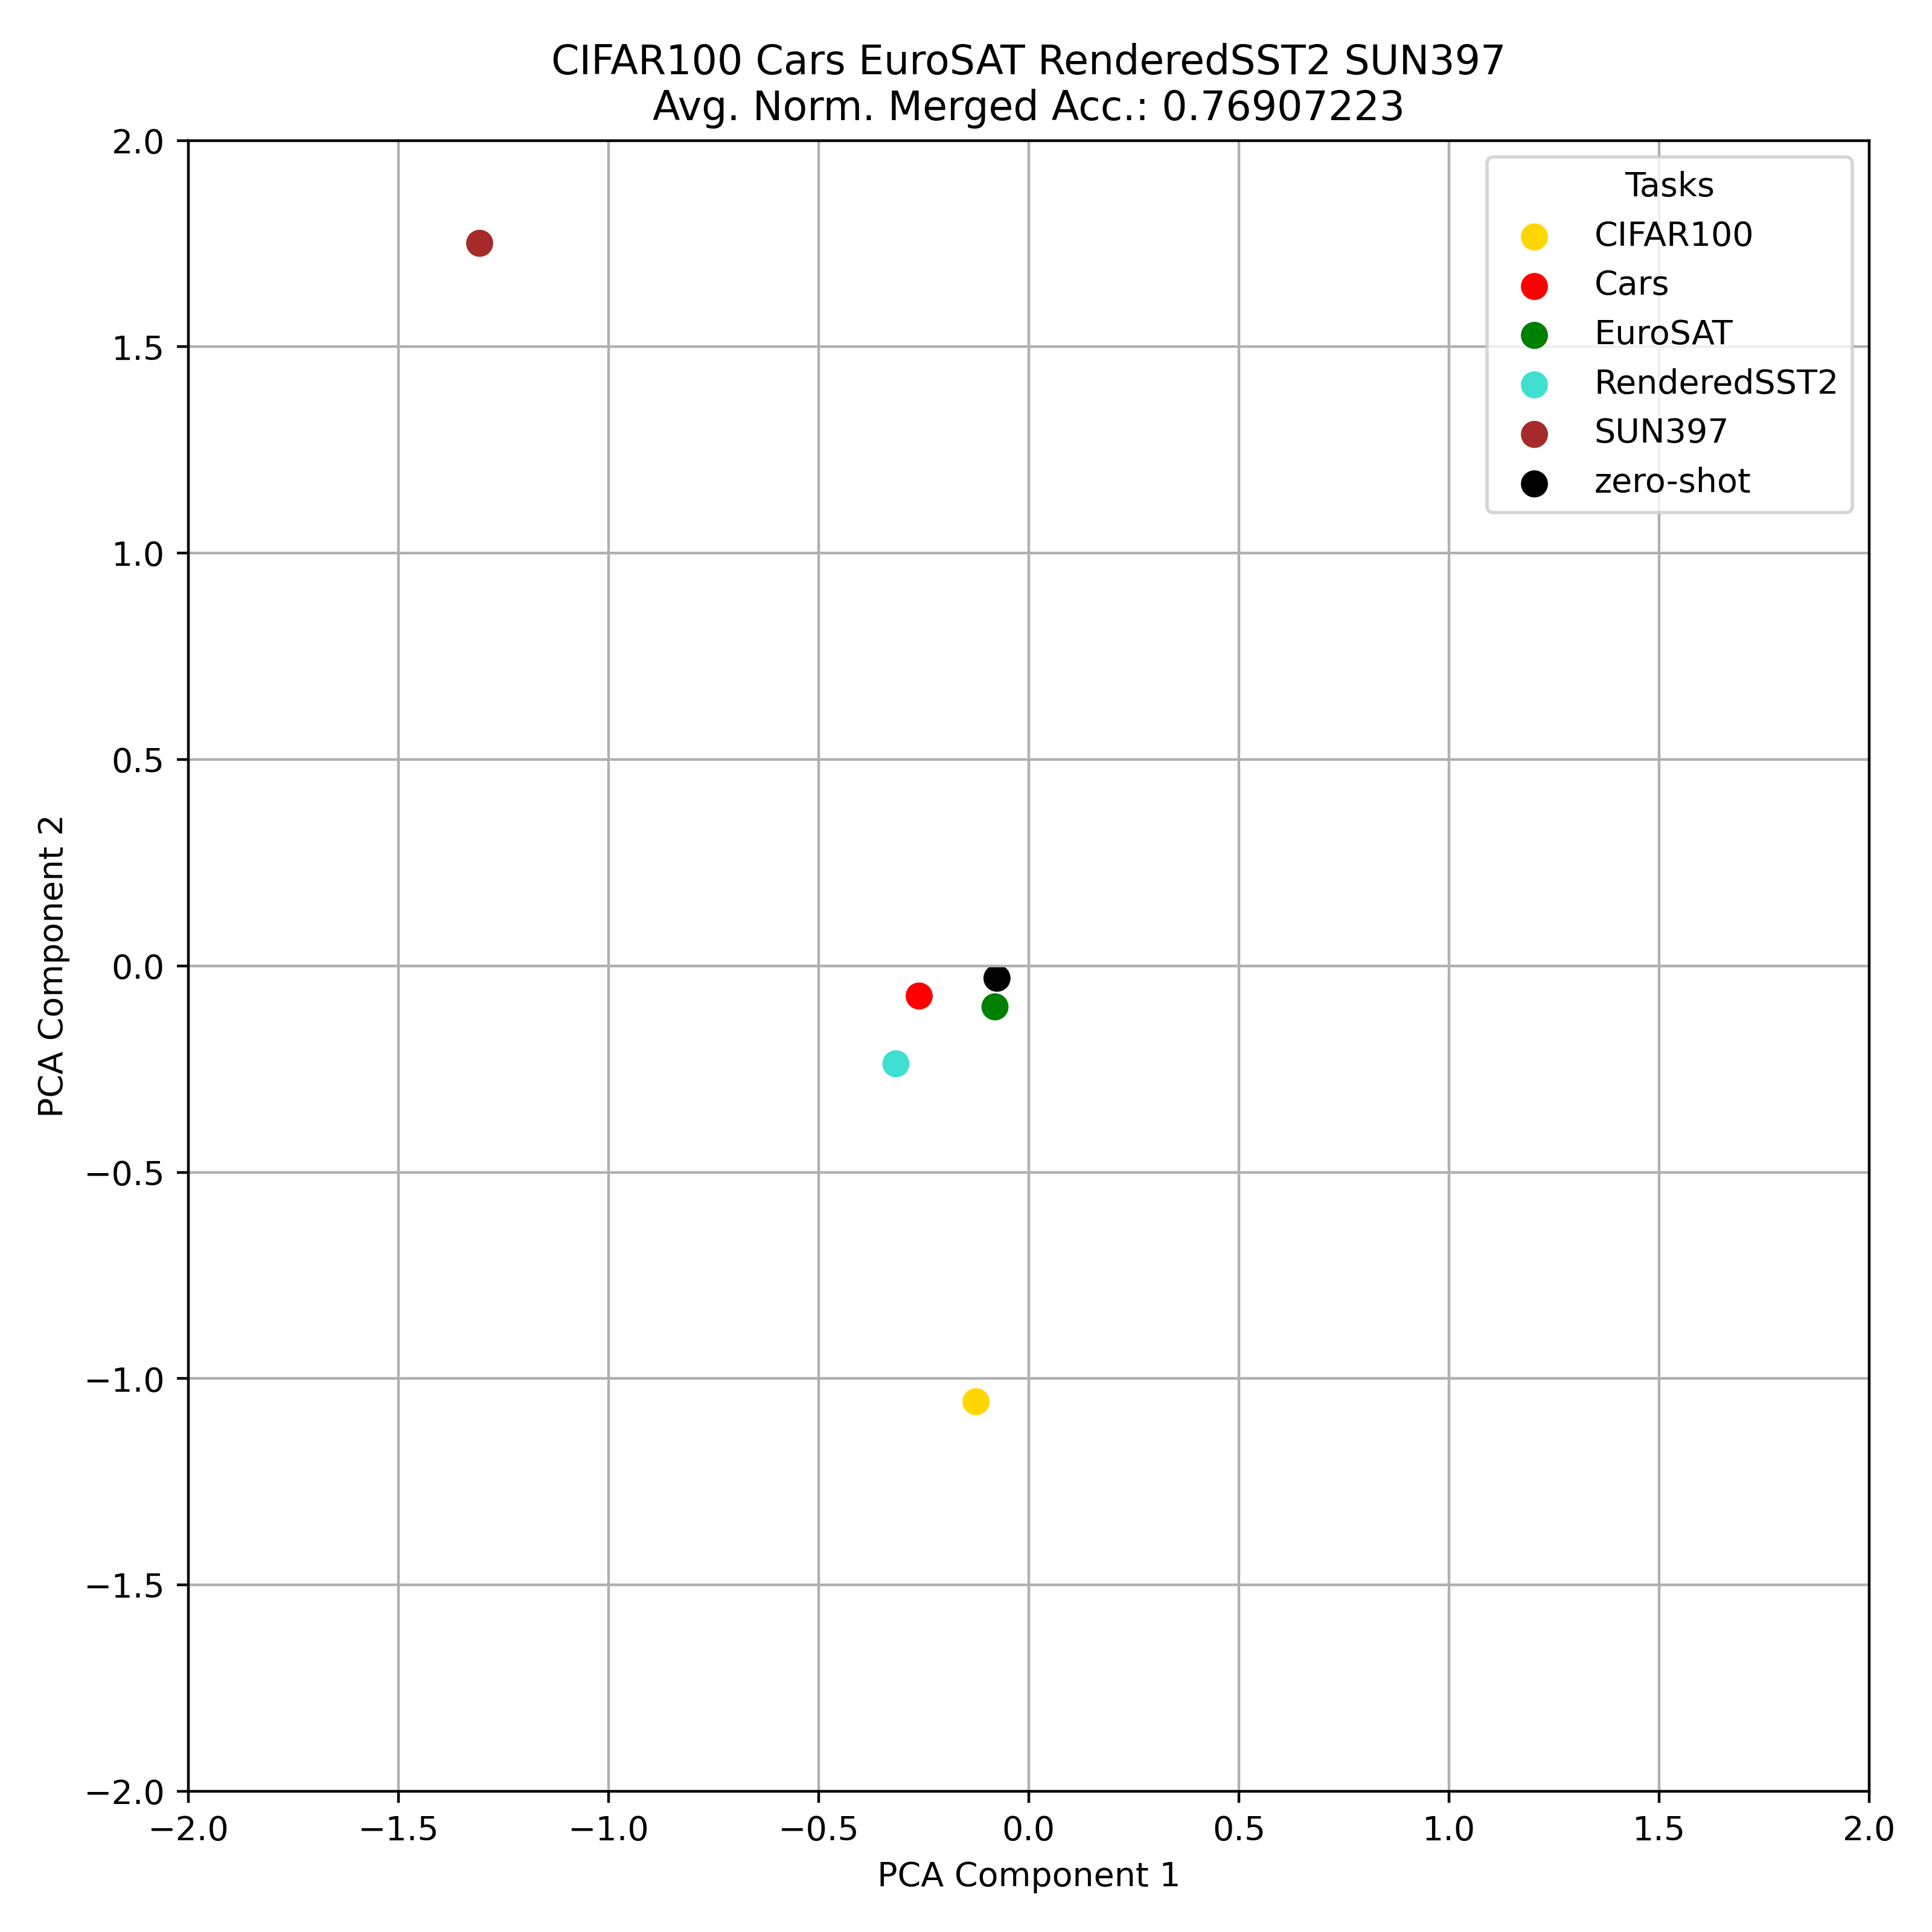 CIFAR100 Cars EuroSAT RenderedSST2 SUN397
Avg. Norm. Merged Acc.: 0.76907223
Tasks
CIFAR100
Cars
EuroSAT
RenderedSST2
SUN397
zero-shot
2.0
1.5
1.0
0.5
0.0
−0.5
−1.0
−1.5
−2.0
PCA Component 2
−2.0 −1.5 −1.0 −0.5 0.0 0.5 1.0 1.5 2.0
PCA Component 1